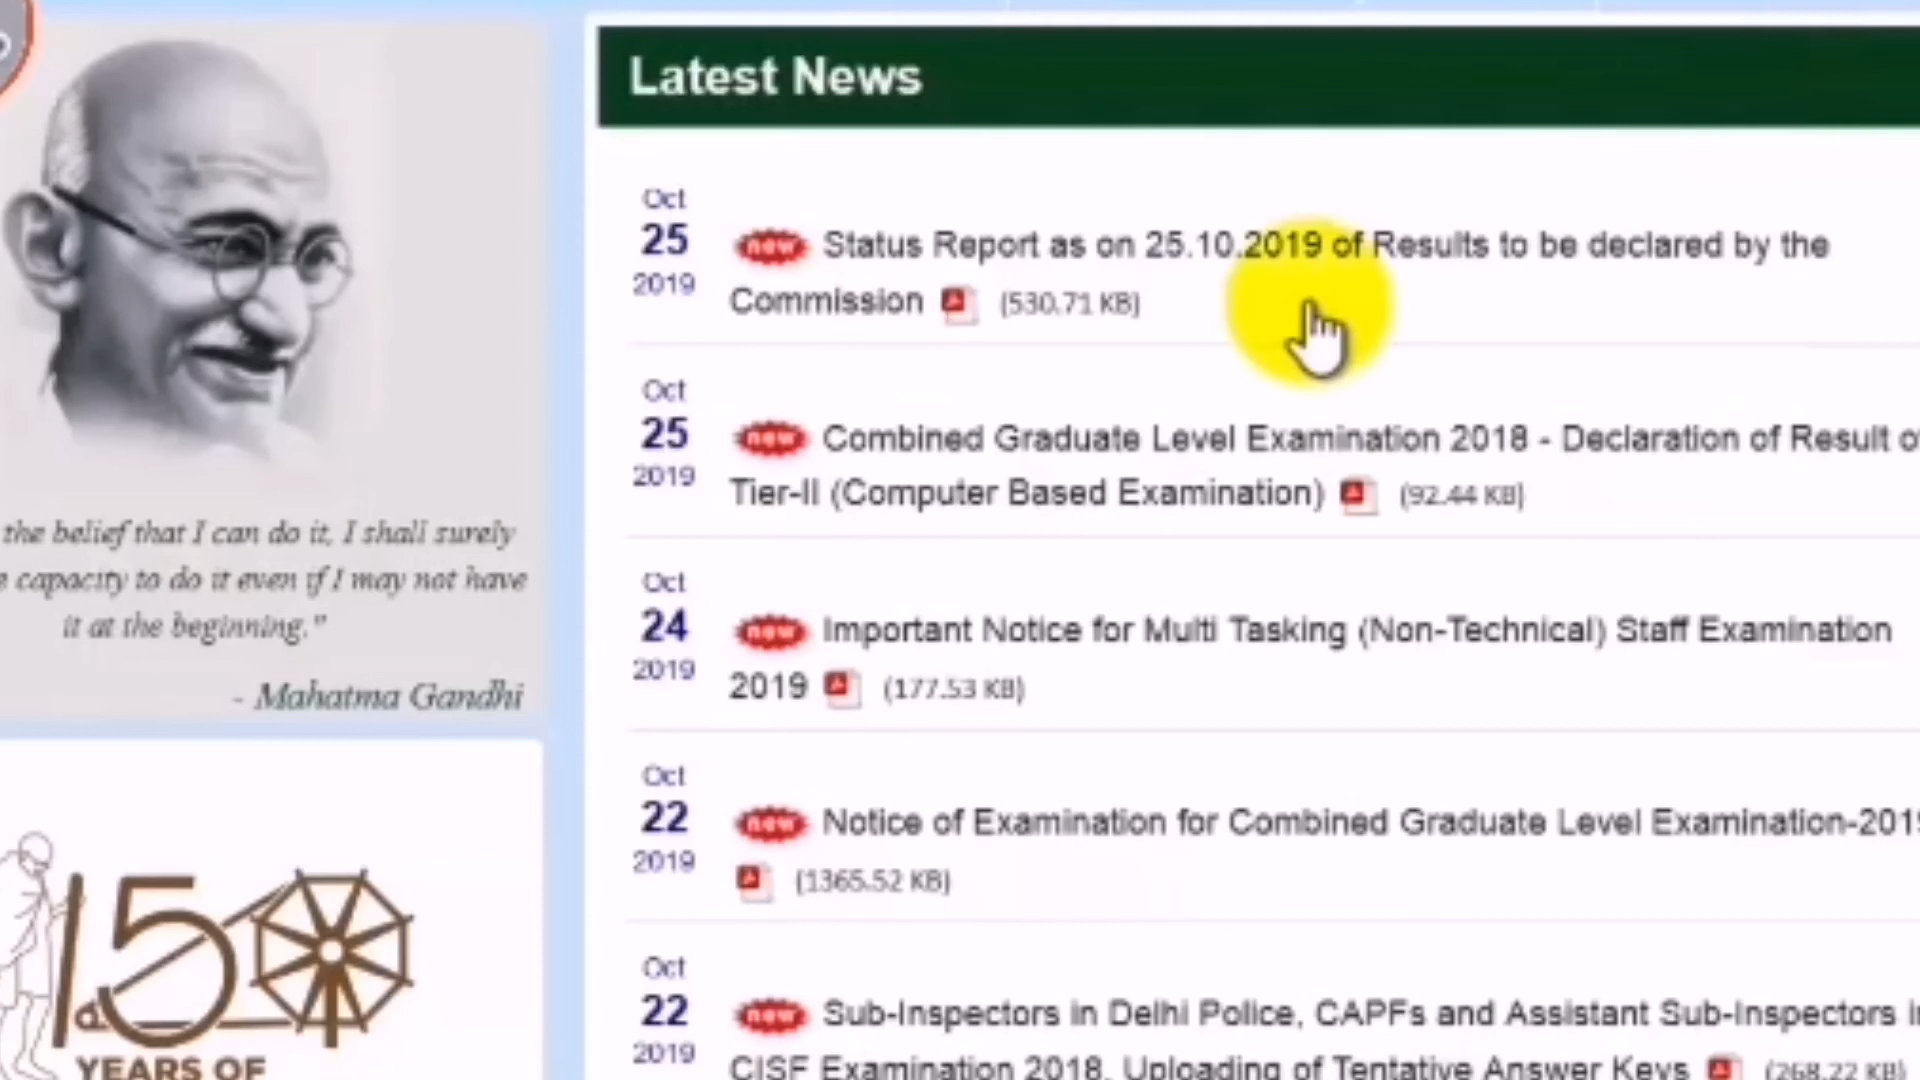 the belief that I can do it, I shall surely
capacity to do it even if I may not have
it at the beginning."
- Mahatma Gandhi
150
YEARS OF
Latest News
Oct
25
2019
new Status Report as on 25.10.2019 of Results to be declared by the
Commission (530.71 KB)
Oct
25
2019
new Combined Graduate Level Examination 2018 - Declaration of Result of
Tier-II (Computer Based Examination) (92.44 KB)
Oct
24
2019
new Important Notice for Multi Tasking (Non-Technical) Staff Examination
2019 (177.53 KB)
Oct
22
2019
new Notice of Examination for Combined Graduate Level Examination-2019
(1365.52 KB)
Oct
22
2019
new Sub-Inspectors in Delhi Police, CAPFs and Assistant Sub-Inspectors in
CISF Examination 2018, Uploading of Tentative Answer Keys (268.22 KB)